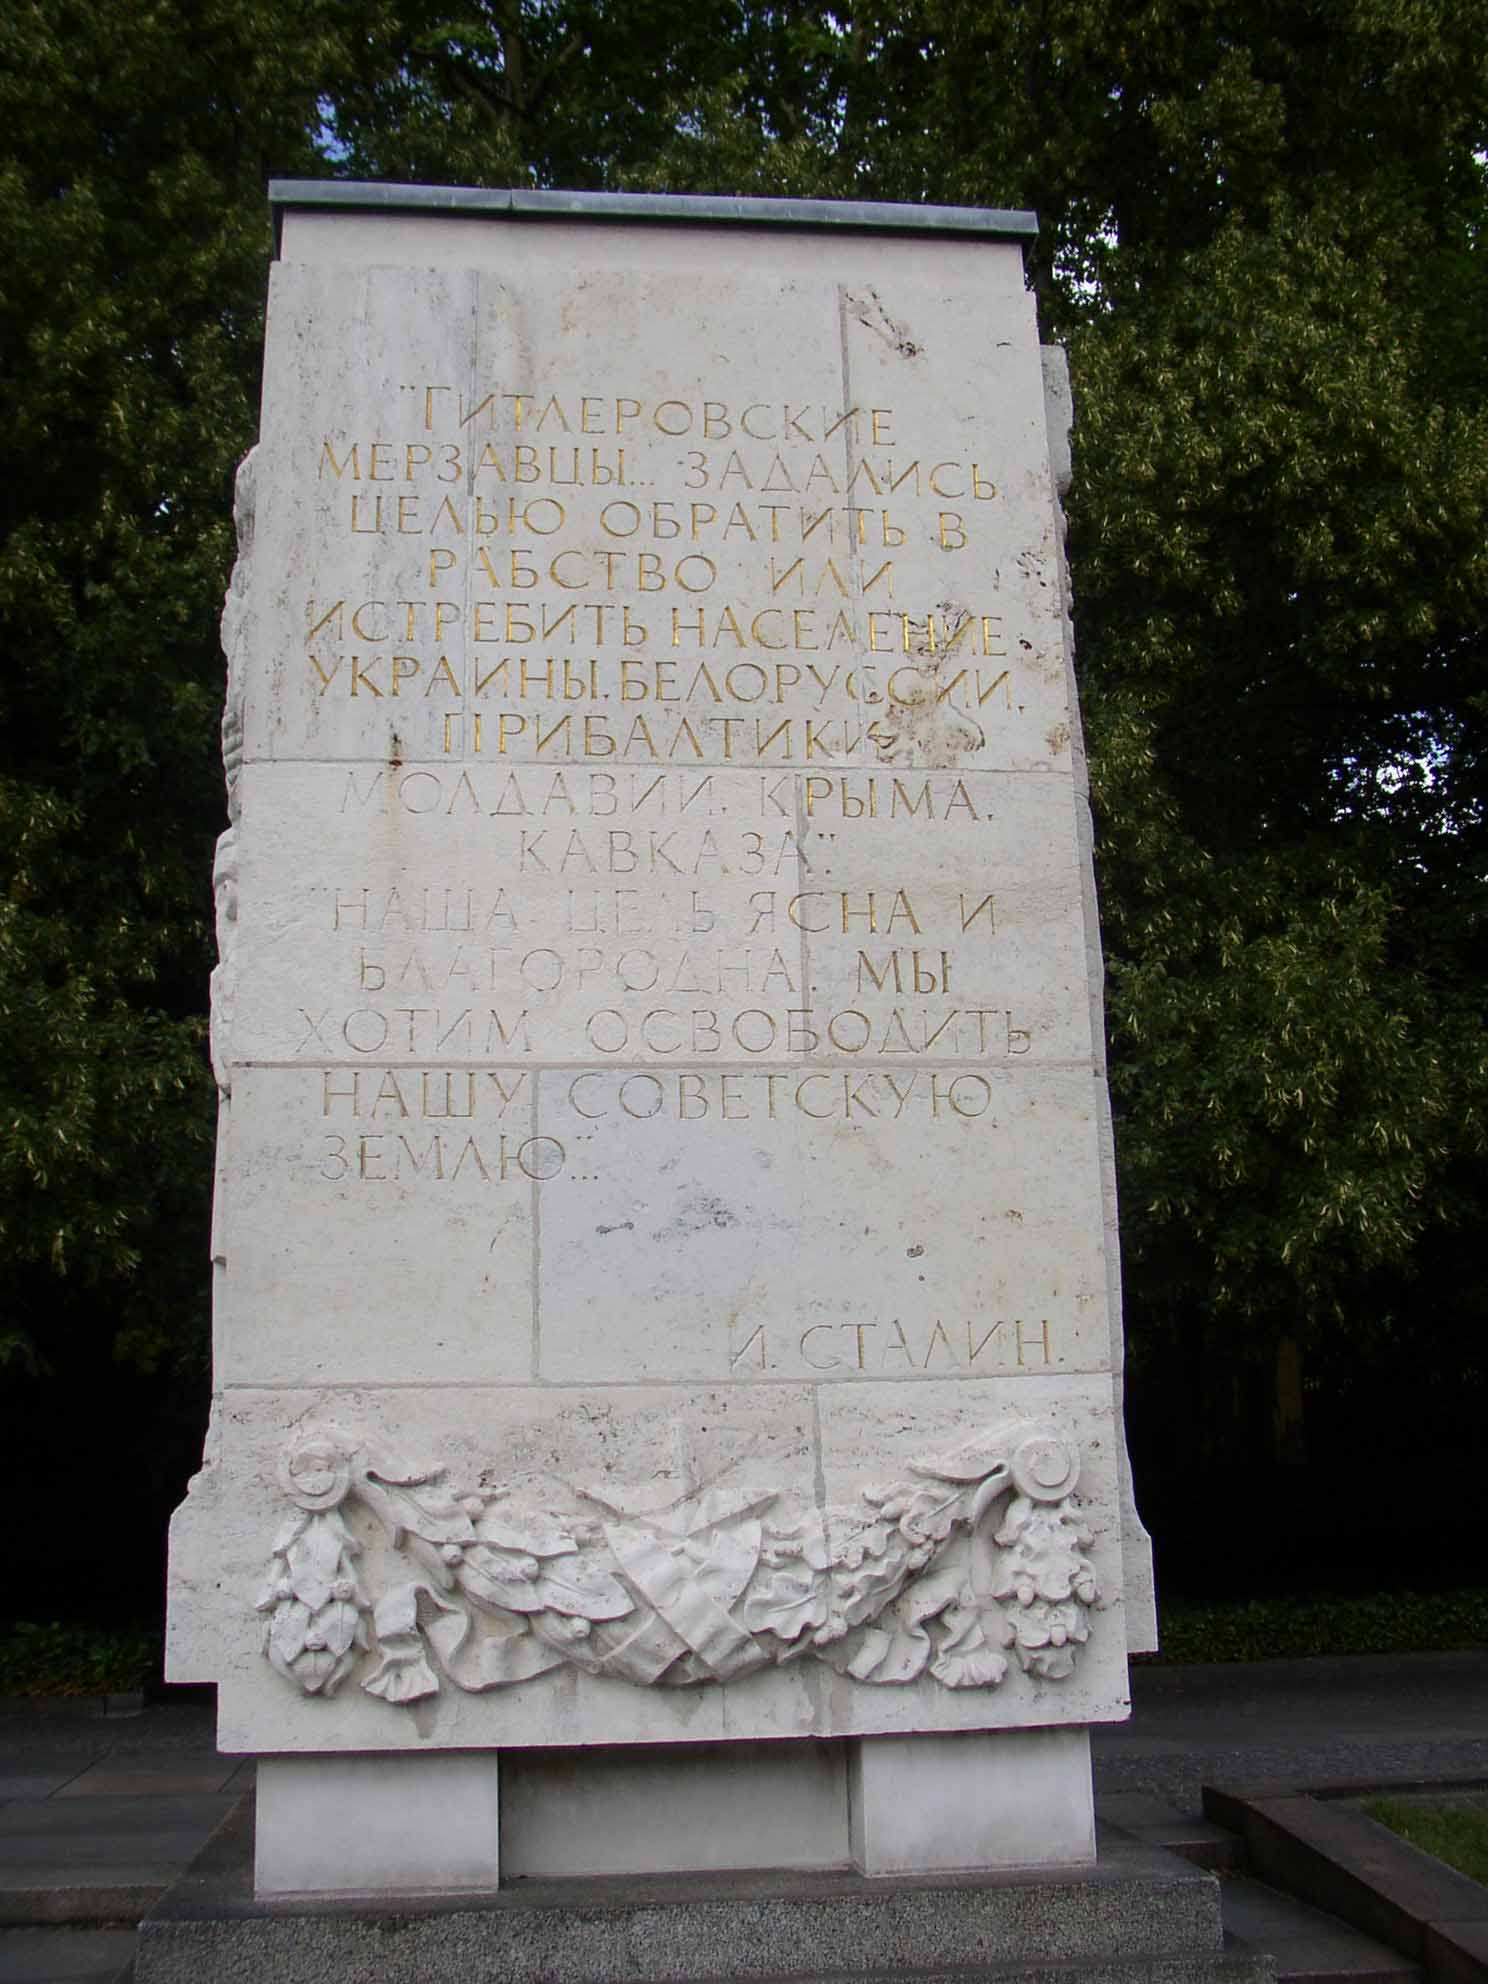 "ГИТЛЕРОВСКИЕ
МЕРЗАВЦЫ... ЗАДАЛИСЬ
ЦЕЛЬЮ ОБРАТИТЬ В
РАБСТВО ИЛИ
ИСТРЕБИТЬ НАСЕЛЕНИЕ
УКРАИНЫ, БЕЛОРУССИИ,
ПРИБАЛТИКИ,
МОЛДАВИИ, КРЫМА,
КАВКАЗА".
"НАША ЦЕЛЬ ЯСНА И
БЛАГОРОДНА. МЫ
ХОТИМ ОСВОБОДИТЬ
НАШУ СОВЕТСКУЮ
ЗЕМЛЮ"...
И. СТАЛИН.